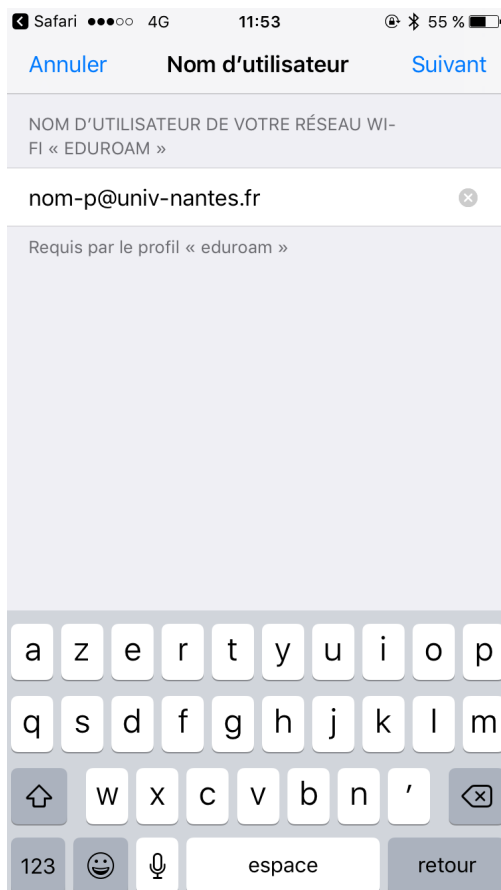 Safari 4G 11:53 55 %
Annuler Nom d’utilisateur Suivant
NOM D’UTILISATEUR DE VOTRE RÉSEAU WI-
FI « EDUROAM »
nom-p@univ-nantes.fr
Requis par le profil « eduroam »
a z e r t y u i o p
q s d f g h j k l m
w x c v b n ’
123 espace retour